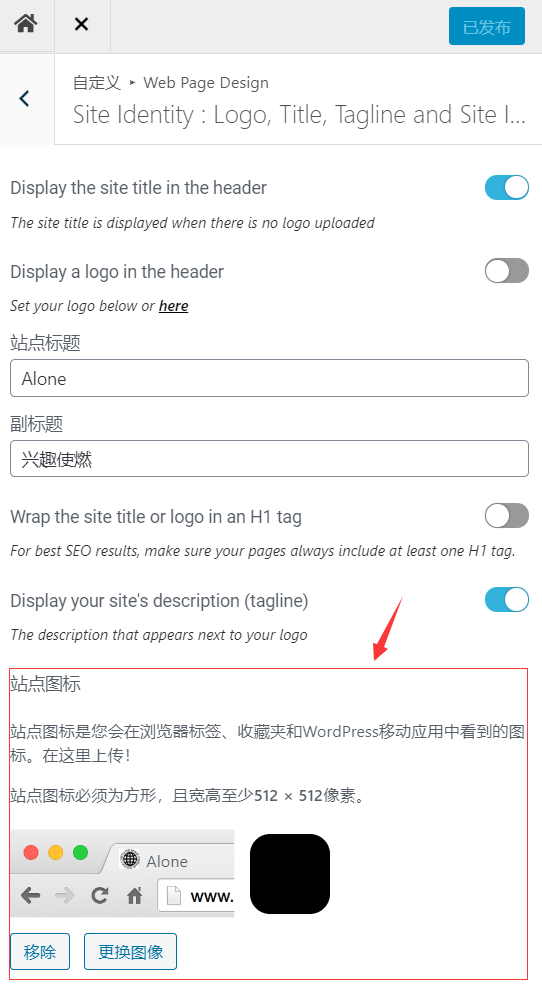 已发布
自定义 ▸ Web Page Design
Site Identity : Logo, Title, Tagline and Site I...
Display the site title in the header
The site title is displayed when there is no logo uploaded
Display a logo in the header
Set your logo below or here
站点标题
Alone
副标题
兴趣使燃
Wrap the site title or logo in an H1 tag
For best SEO results, make sure your pages always include at least one H1 tag.
Display your site's description (tagline)
The description that appears next to your logo
站点图标
站点图标是您会在浏览器标签、收藏夹和WordPress移动应用中看到的图
标。在这里上传！
站点图标必须为方形，且宽高至少512 × 512像素。
Alone
www.
移除 更换图像